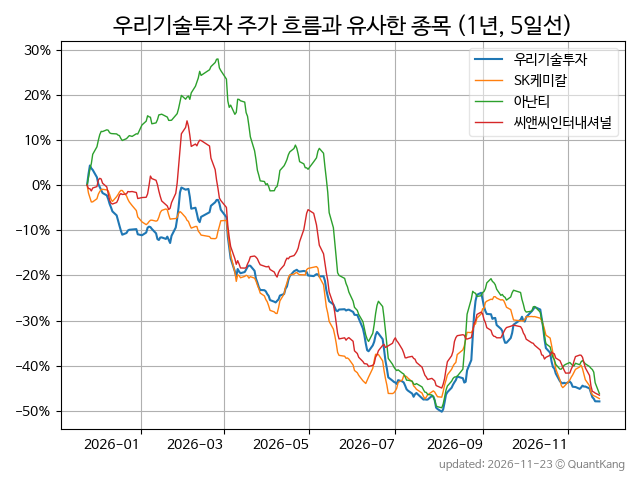 우리기술투자 주가 흐름과 유사한 종목 (1년, 5일선)
우리기술투자
SK케미칼
아난티
씨앤씨인터내셔널
30%
20%
10%
0%
−10%
−20%
−30%
−40%
−50%
2026-01
2026-03
2026-05
2026-07
2026-09
2026-11
updated: 2026-11-23 © QuantKang